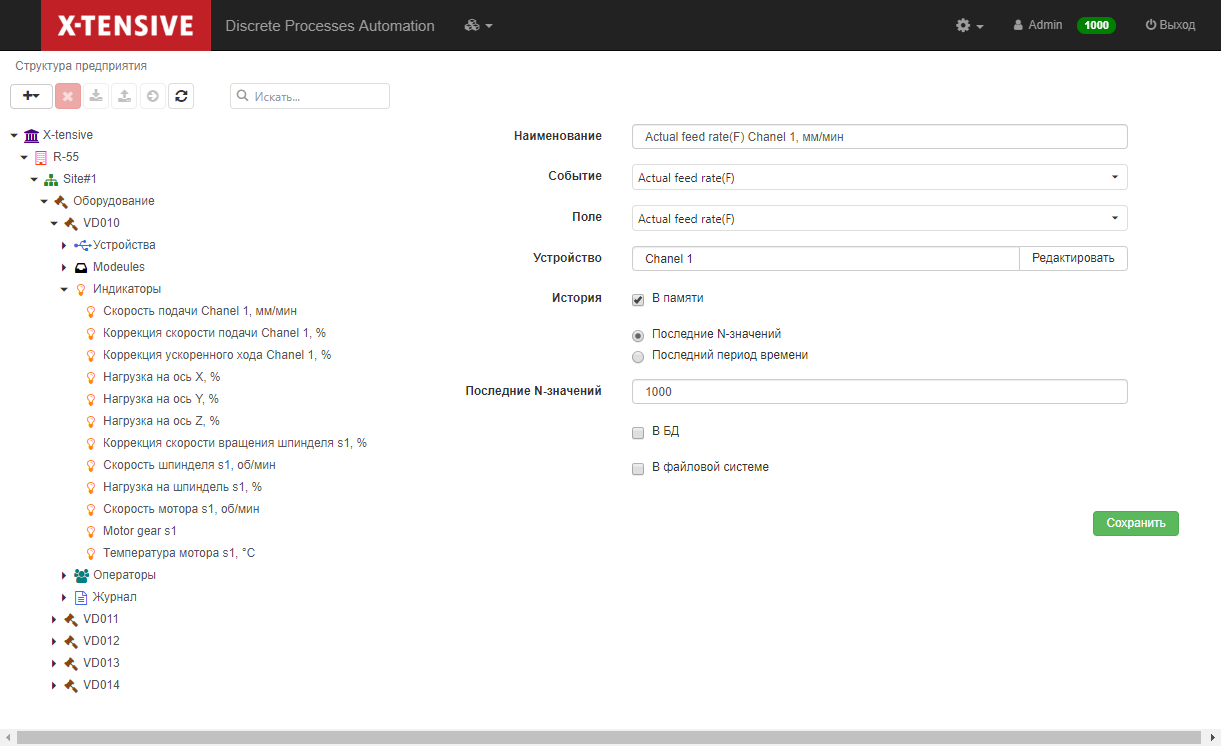 X-TENSIVE Discrete Processes Automation Admin 1000 Выход
Структура предприятия
Искать...
X-tensive
R-55
Site#1
Оборудование
VD010
Устройства
Modeules
Индикаторы
Скорость подачи Chanel 1, мм/мин
Коррекция скорости подачи Chanel 1, %
Коррекция ускоренного хода Chanel 1, %
Нагрузка на ось X, %
Нагрузка на ось Y, %
Нагрузка на ось Z, %
Коррекция скорости вращения шпинделя s1, %
Скорость шпинделя s1, об/мин
Нагрузка на шпиндель s1, %
Скорость мотора s1, об/мин
Motor gear s1
Температура мотора s1, °C
Операторы
Журнал
VD011
VD012
VD013
VD014
Наименование Actual feed rate(F) Chanel 1, мм/мин
Событие Actual feed rate(F)
Поле Actual feed rate(F)
Устройство Chanel 1 Редактировать
История В памяти
Последние N-значений
Последний период времени
Последние N-значений 1000
В БД
В файловой системе
Сохранить